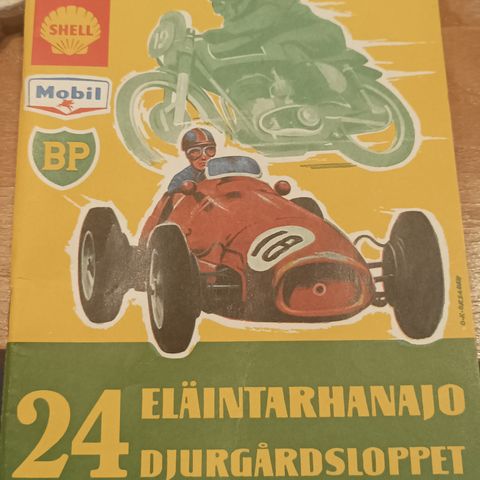 SHELL
Mobil
BP
19
18
24 ELÄINTARHANAJO
DJURGÅRDSLOPPET